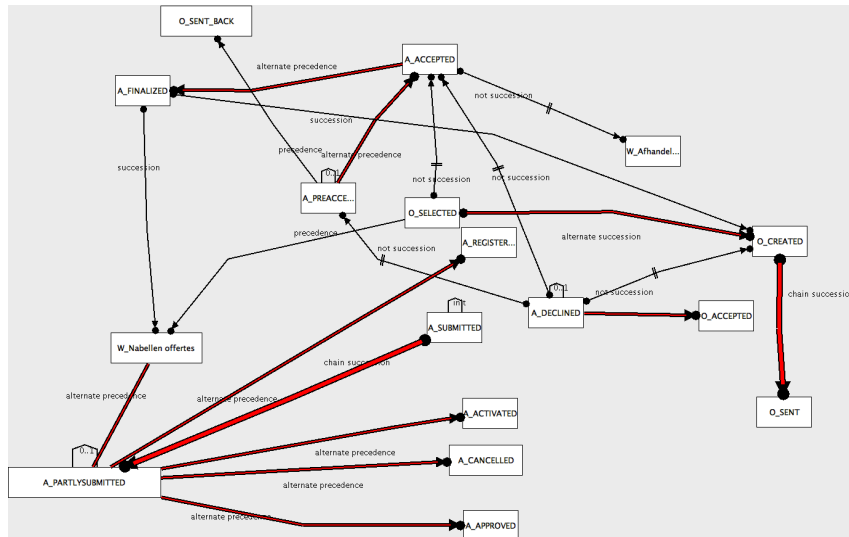 O_SENT_BACK
A_ACCEPTED
alternate precedence
A_FINALIZED
not succession
succession
precedence
alternate precedence
W_Afhandel...
succession
0..1
not succession
not succession
A_PREACCE...
O_SELECTED
precedence
alternate succession
A_REGISTER...
O_CREATED
not succession
0..1
not succession
chain succession
init
A_DECLINED
O_ACCEPTED
A_SUBMITTED
W_Nabellen offertes
chain succession
alternate precedence
alternate precedence
O_SENT
A_ACTIVATED
0..1
alternate precedence
A_CANCELLED
A_PARTLYSUBMITTED
alternate precedence
alternate precedence
A_APPROVED